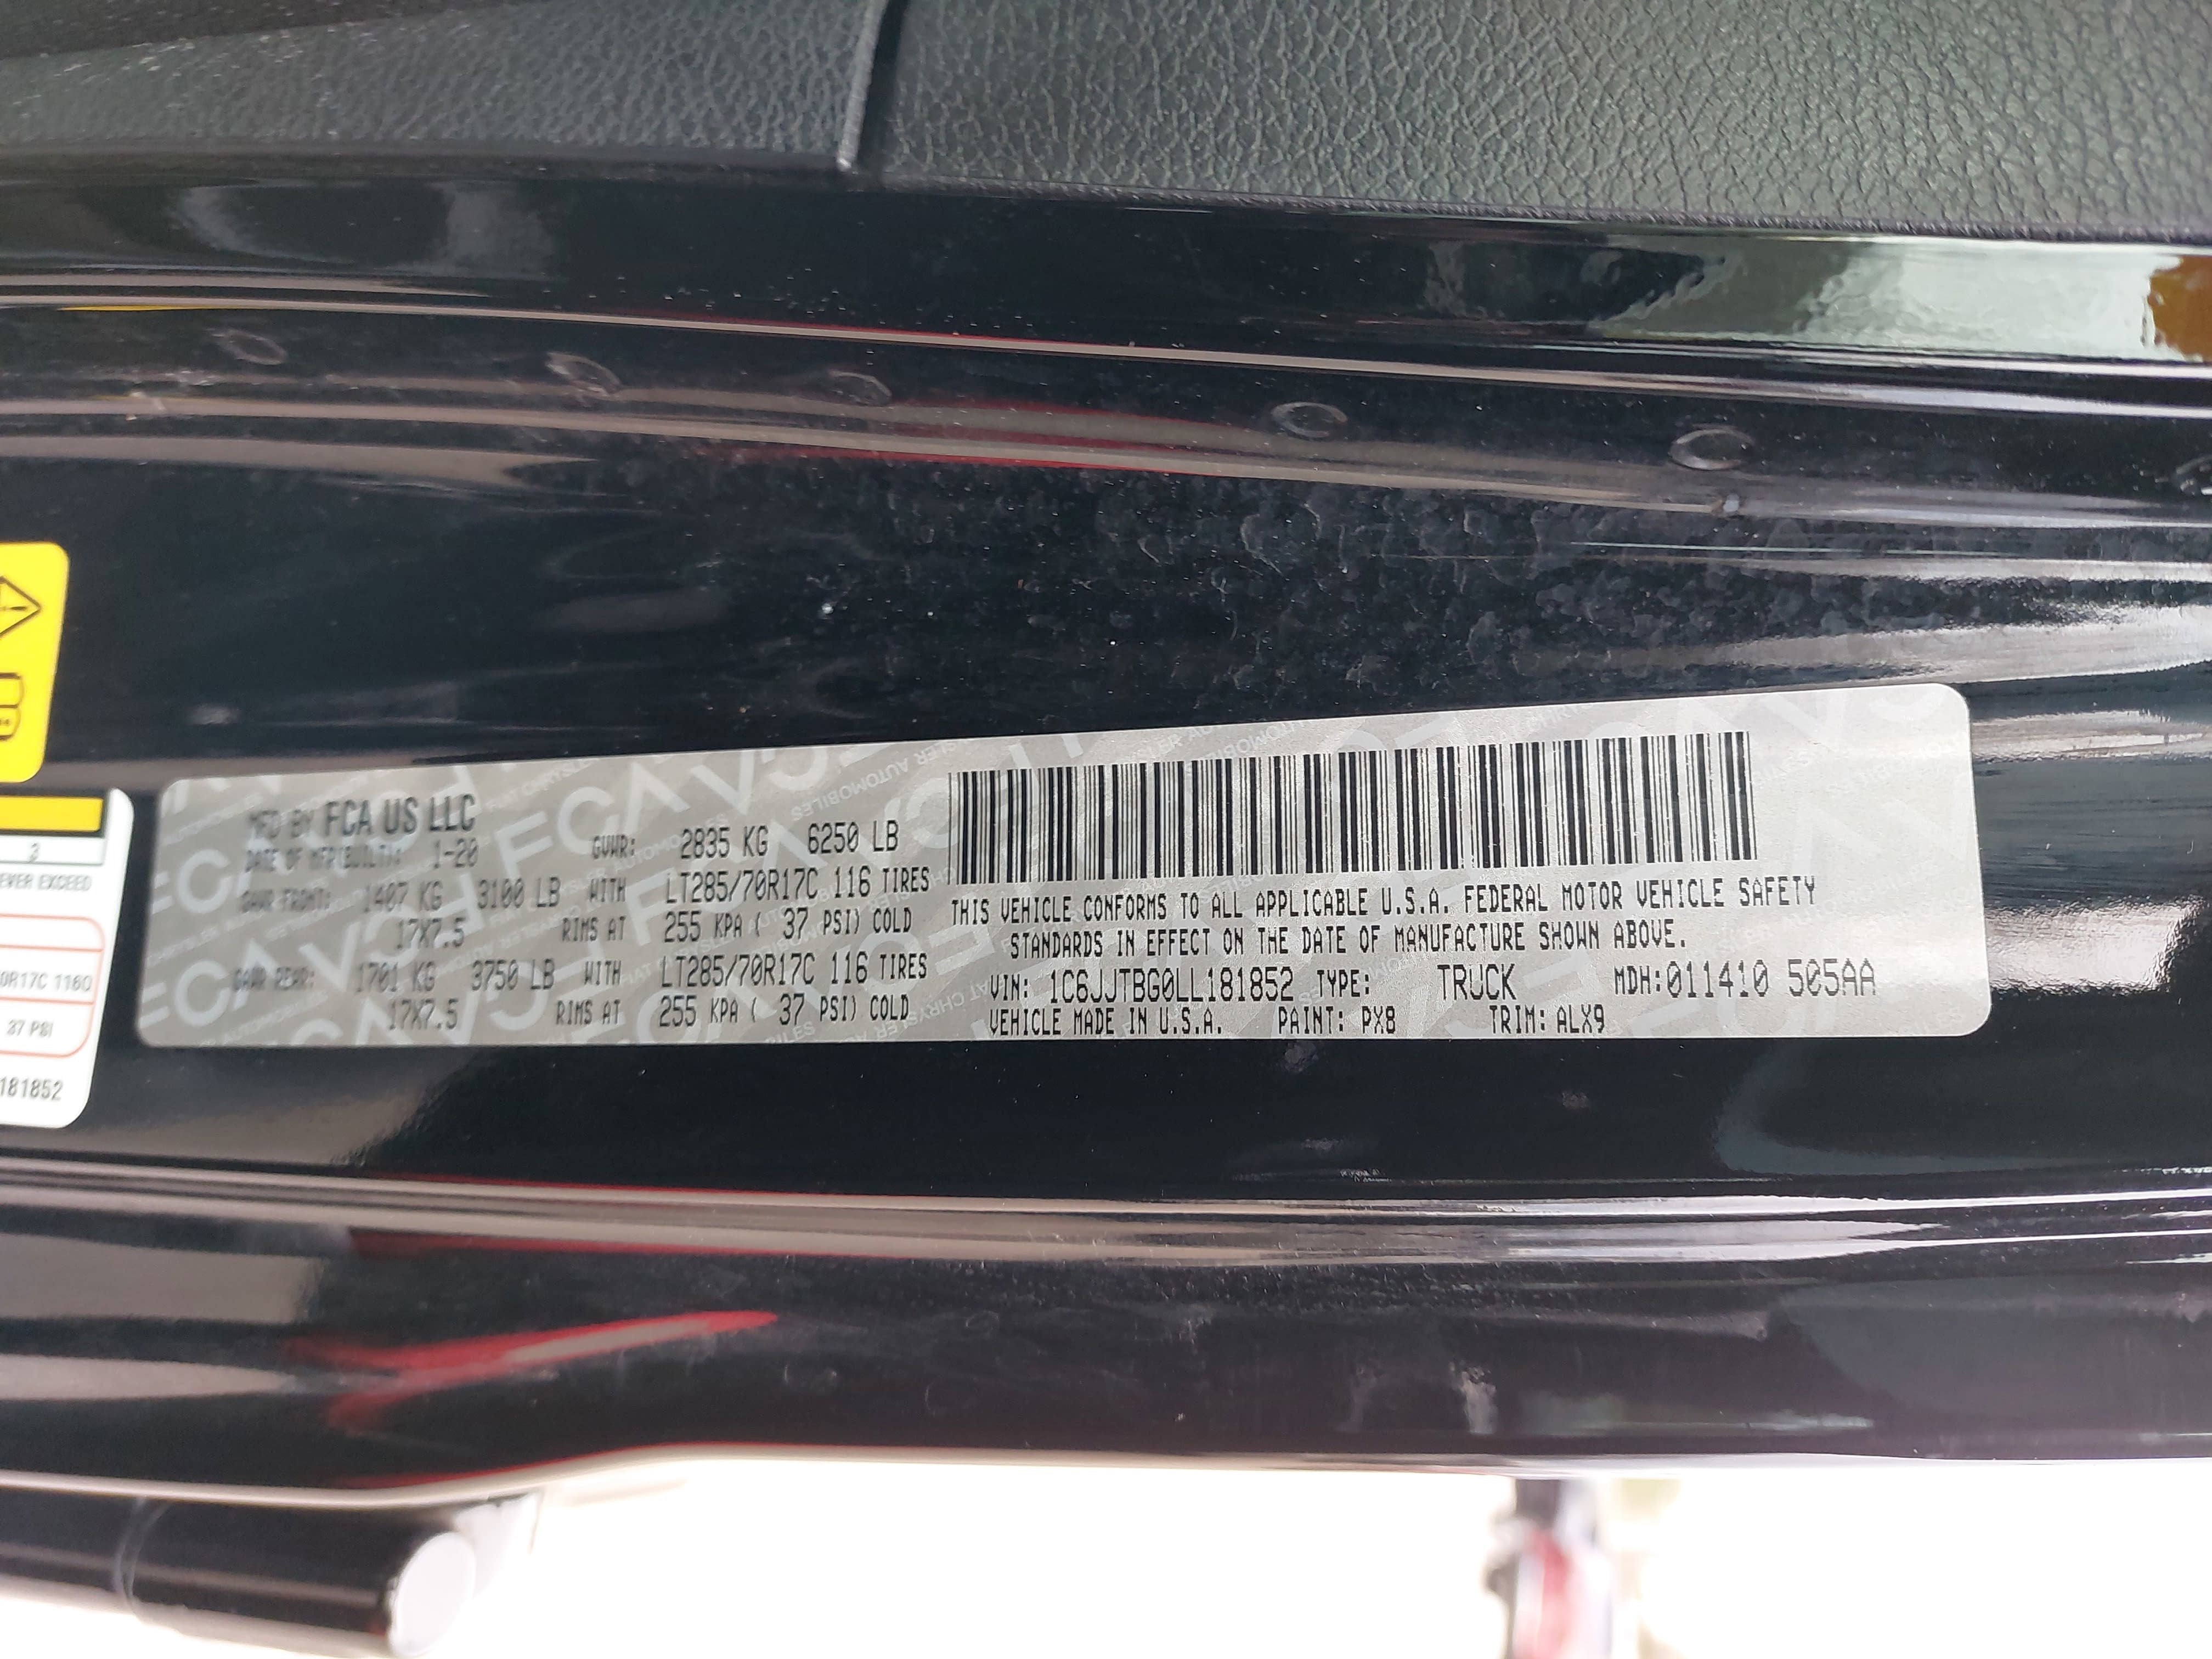 MFD BY FCA US LLC
DATE OF MFR(BUILT): 1-20 GVWR: 2835 KG 6250 LB
GAWR FRONT: 1407 KG 3100 LB WITH LT285/70R17C 116 TIRES
17X7.5 RIMS AT 255 KPA ( 37 PSI) COLD
GAWR REAR: 1701 KG 3750 LB WITH LT285/70R17C 116 TIRES
17X7.5 RIMS AT 255 KPA ( 37 PSI) COLD
THIS VEHICLE CONFORMS TO ALL APPLICABLE U.S.A. FEDERAL MOTOR VEHICLE SAFETY
STANDARDS IN EFFECT ON THE DATE OF MANUFACTURE SHOWN ABOVE.
VIN: 1C6JJTBG0LL181852 TYPE: TRUCK MDH:011410 505AA
VEHICLE MADE IN U.S.A. PAINT: PX8 TRIM: ALX9
3
EVER EXCEED
0R17C 116Q
37 PSI
181852